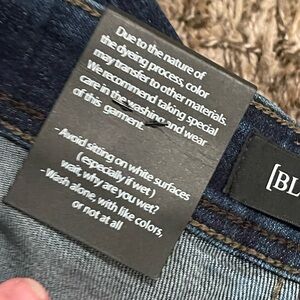 Due to the nature of
the dyeing process, color
may transfer to other materials.
We recommend taking special
care in the washing and wear
of this garment.
-Avoid sitting on white surfaces
(especially if wet)
wait, why are you wet?
-Wash alone, with like colors,
or not at all
[BL